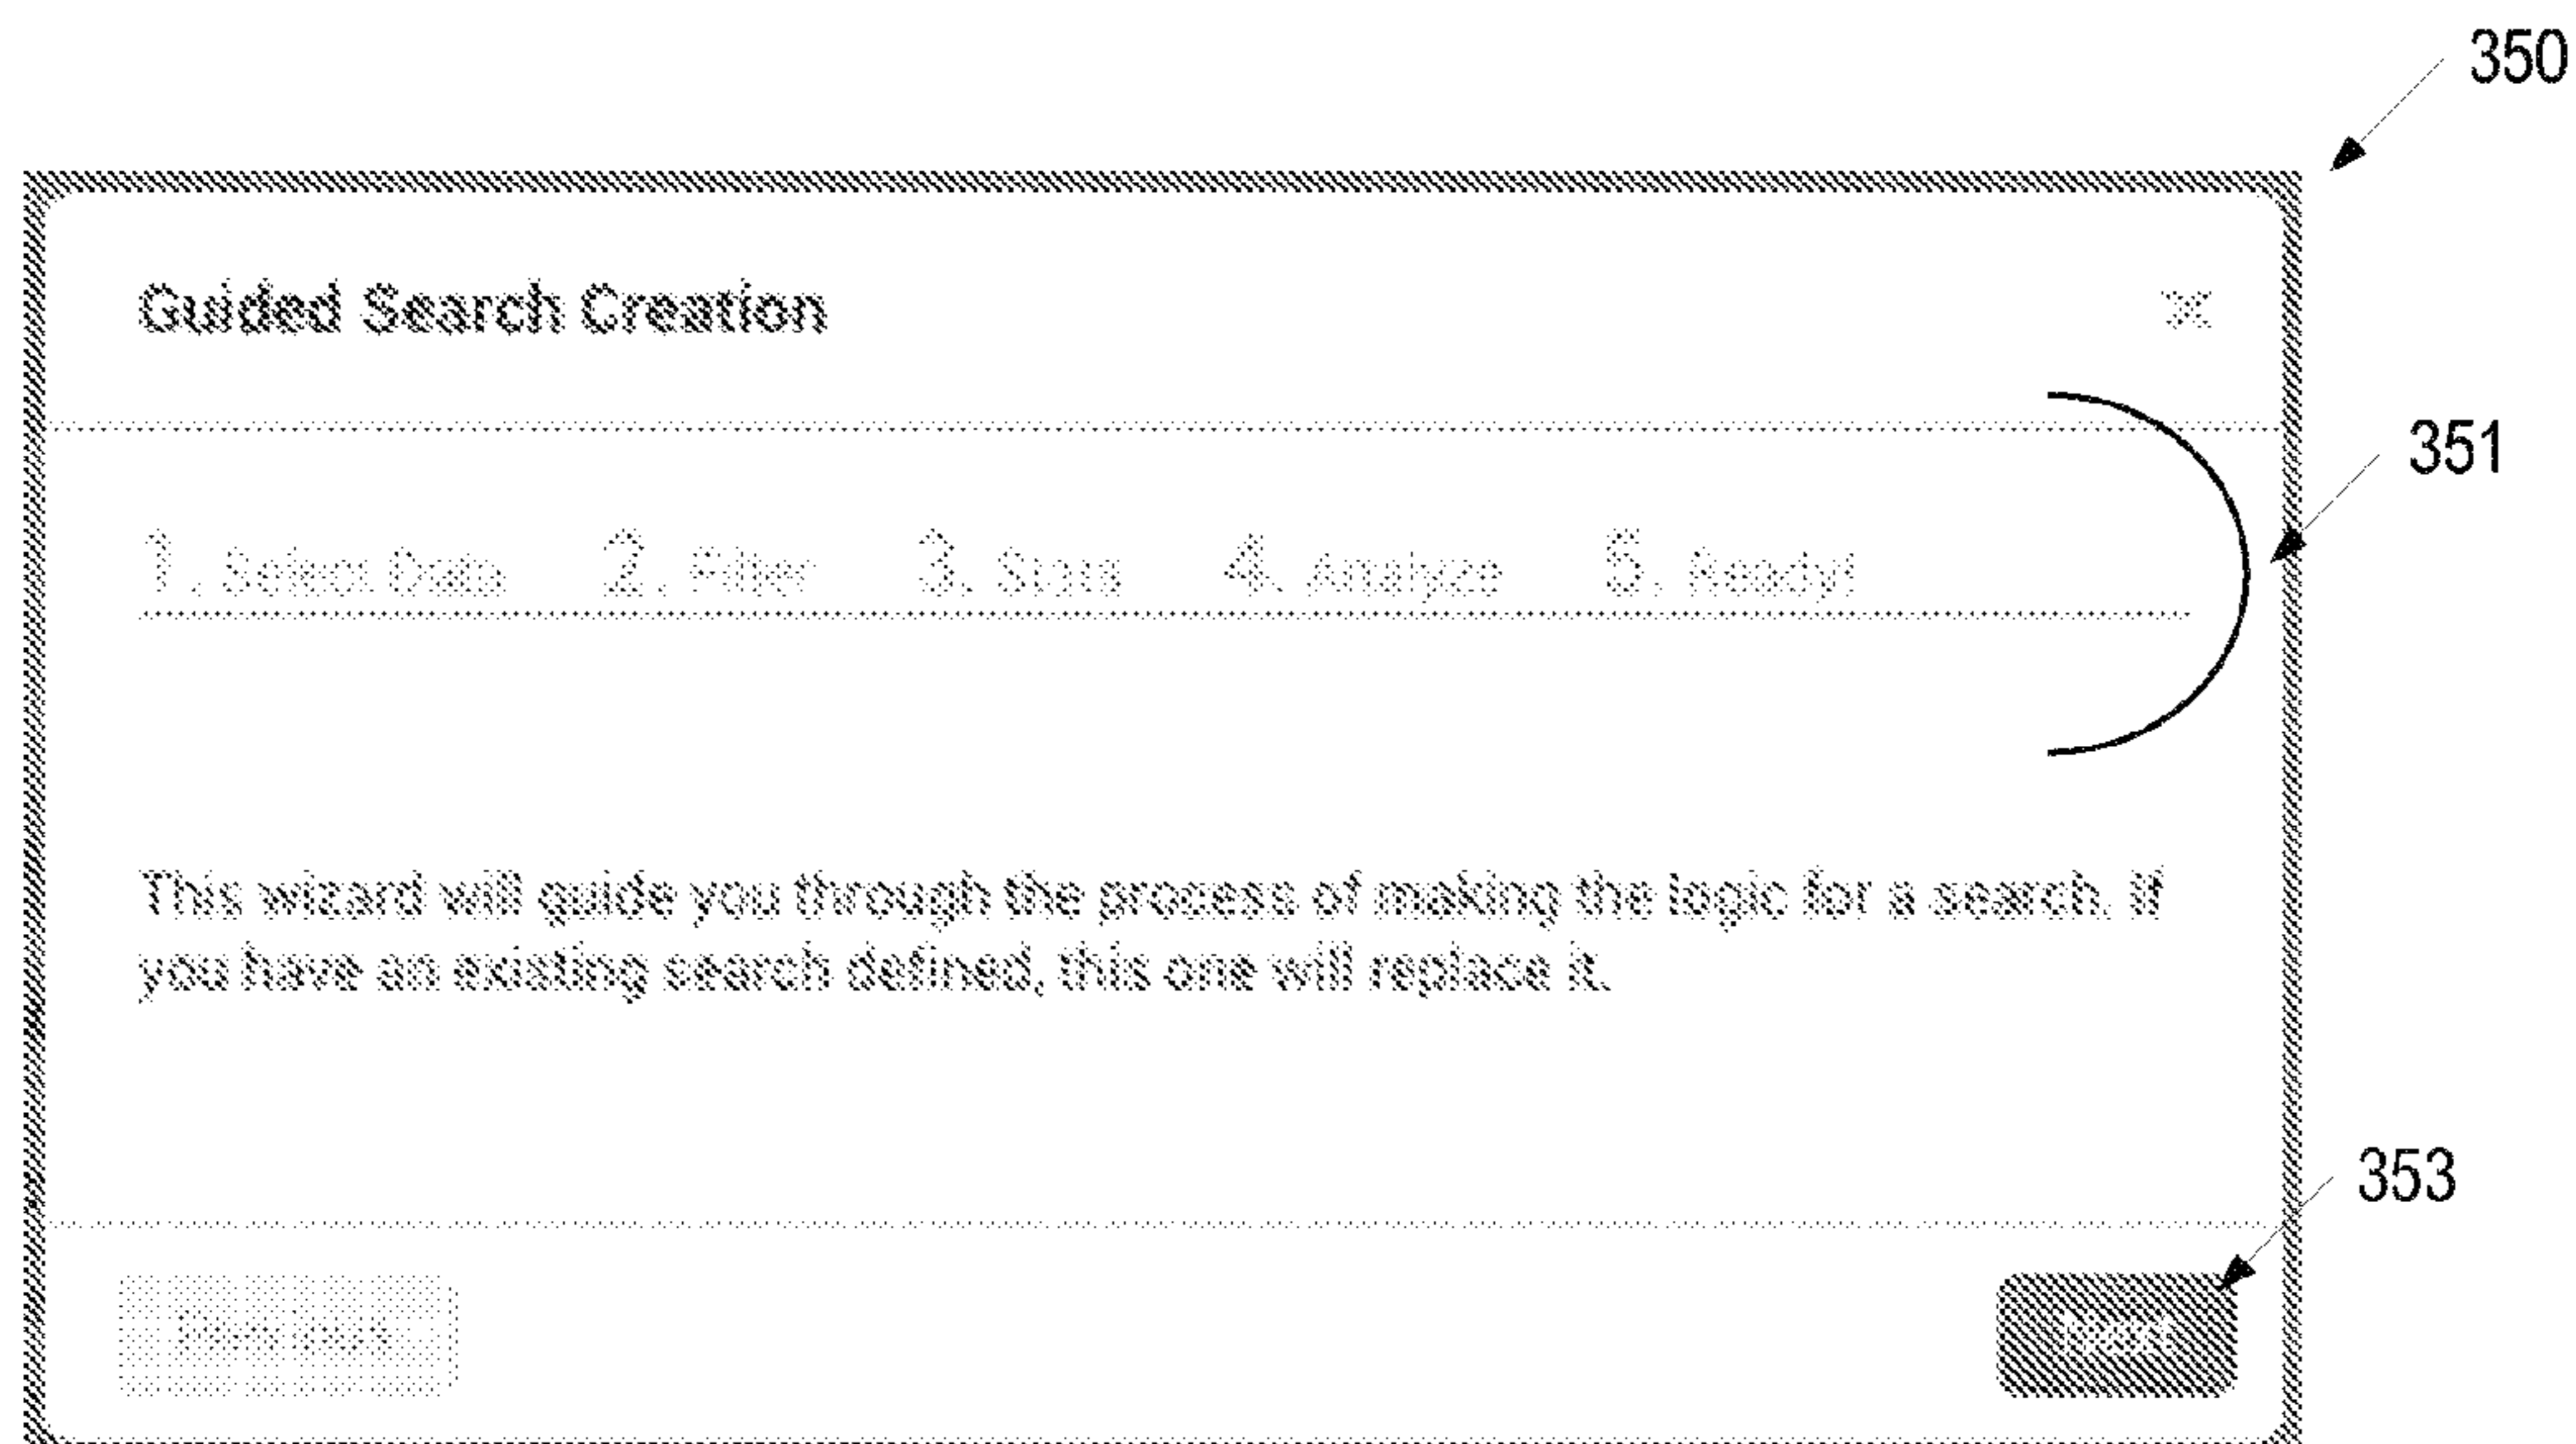 350
Guided Search Creation ×
351
1. Select Data 2. Filter 3. Stats 4. Analyze 5. Ready!
This wizard will guide you through the process of making the logic for a search. If
you have an existing search defined, this one will replace it.
353
Previous Next